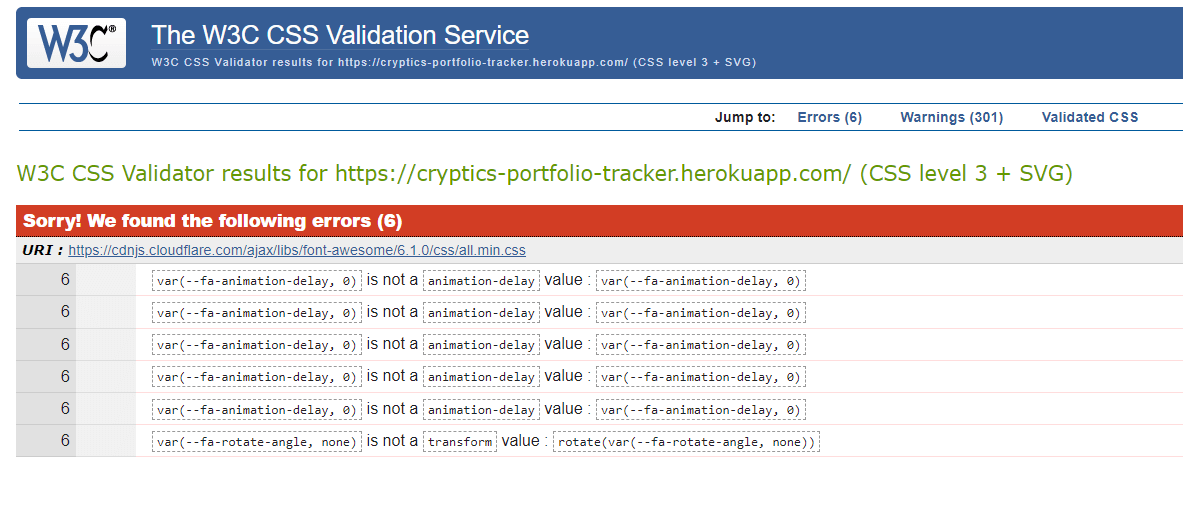 W3C® The W3C CSS Validation Service
W3C CSS Validator results for https://cryptics-portfolio-tracker.herokuapp.com/ (CSS level 3 + SVG)
Jump to: Errors (6) Warnings (301) Validated CSS
W3C CSS Validator results for https://cryptics-portfolio-tracker.herokuapp.com/ (CSS level 3 + SVG)
Sorry! We found the following errors (6)
URI : https://cdnjs.cloudflare.com/ajax/libs/font-awesome/6.1.0/css/all.min.css
6 var(--fa-animation-delay, 0) is not a animation-delay value : var(--fa-animation-delay, 0)
6 var(--fa-animation-delay, 0) is not a animation-delay value : var(--fa-animation-delay, 0)
6 var(--fa-animation-delay, 0) is not a animation-delay value : var(--fa-animation-delay, 0)
6 var(--fa-animation-delay, 0) is not a animation-delay value : var(--fa-animation-delay, 0)
6 var(--fa-animation-delay, 0) is not a animation-delay value : var(--fa-animation-delay, 0)
6 var(--fa-rotate-angle, none) is not a transform value : rotate(var(--fa-rotate-angle, none))